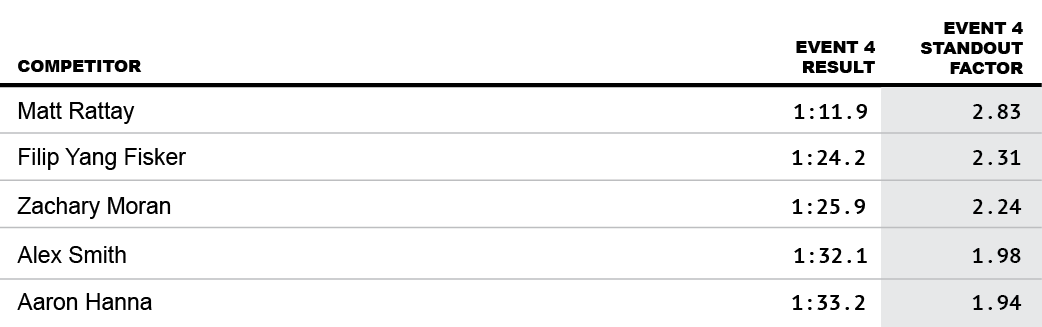 COMPETITOR EVENT 4 RESULT EVENT 4 STANDOUT FACTOR
Matt Rattay 1:11.9 2.83
Filip Yang Fisker 1:24.2 2.31
Zachary Moran 1:25.9 2.24
Alex Smith 1:32.1 1.98
Aaron Hanna 1:33.2 1.94